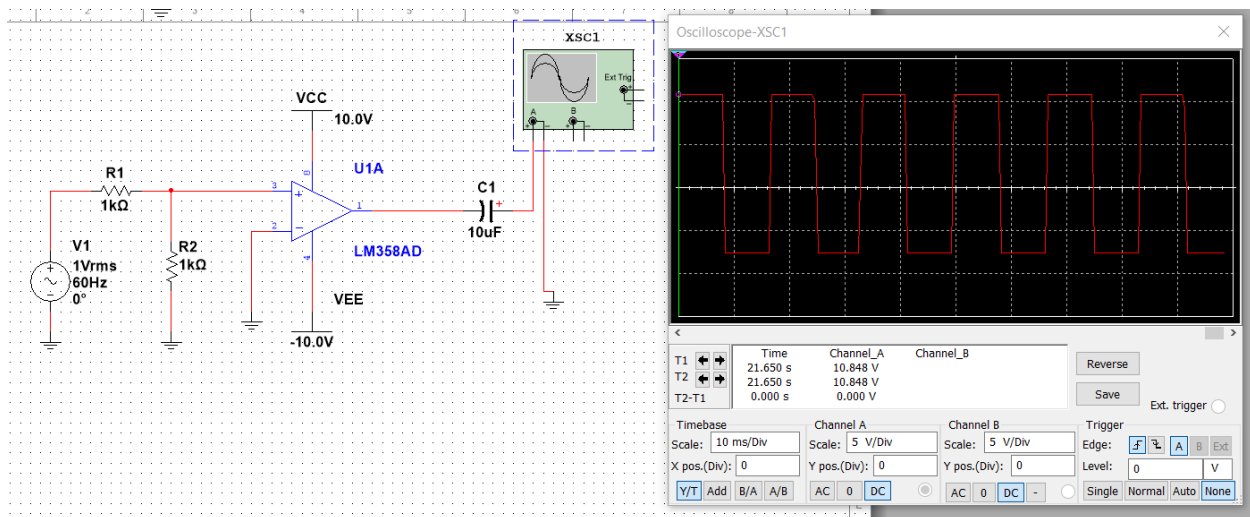 XSC1
Ext Trig
+
A
B
VCC
10.0V
U1A
R1
1kΩ
3
8
1
2
4
C1
10uF
LM358AD
V1
1Vrms
60Hz
0°
R2
1kΩ
VEE
-10.0V
Oscilloscope-XSC1
Time Channel_A Channel_B
T1 21.650 s 10.848 V
T2 21.650 s 10.848 V
T2-T1 0.000 s 0.000 V
Reverse
Save
Ext. trigger
Timebase
Scale: 10 ms/Div
X pos.(Div): 0
Y/T Add B/A A/B
Channel A
Scale: 5 V/Div
Y pos.(Div): 0
AC 0 DC
Channel B
Scale: 5 V/Div
Y pos.(Div): 0
AC 0 DC -
Trigger
Edge: A B Ext
Level: 0 V
Single Normal Auto None